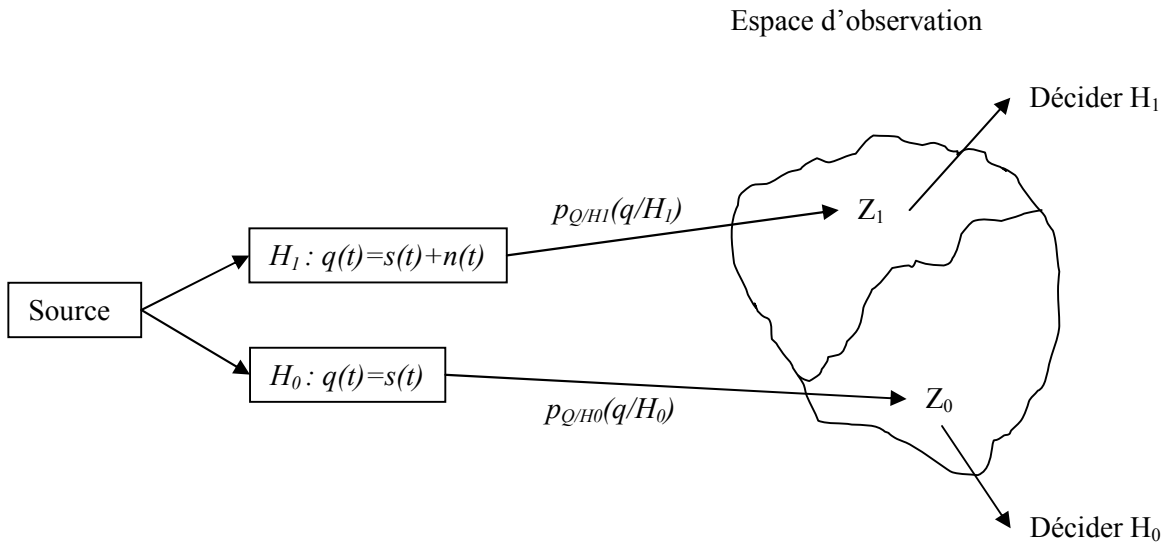 Espace d’observation
Décider H₁
p_{Q/H1}(q/H₁)
Z₁
H₁ : q(t)=s(t)+n(t)
Source
H₀ : q(t)=s(t)
p_{Q/H0}(q/H₀)
Z₀
Décider H₀